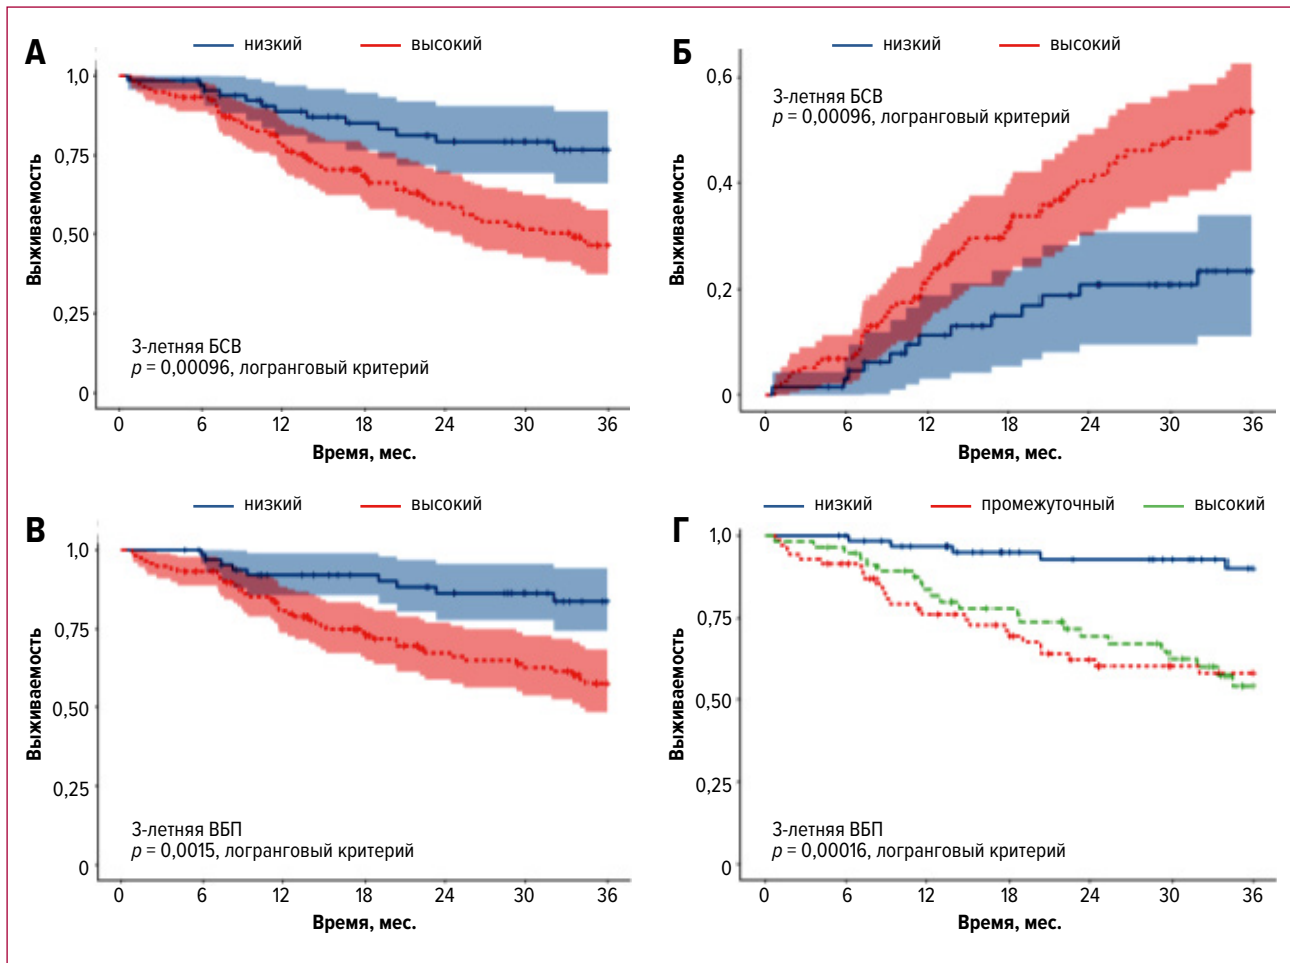 А
низкий
высокий
1,0
0,75
0,50
0,25
0
Выживаемость
3-летняя БСВ
p = 0,00096, логранговый критерий
0 6 12 18 24 30 36
Время, мес.
Б
низкий
высокий
0,6
0,4
0,2
0
Выживаемость
3-летняя БСВ
p = 0,00096, логранговый критерий
0 6 12 18 24 30 36
Время, мес.
В
низкий
высокий
1,0
0,75
0,50
0,25
0
Выживаемость
3-летняя ВБП
p = 0,0015, логранговый критерий
0 6 12 18 24 30 36
Время, мес.
Г
низкий
промежуточный
высокий
1,0
0,75
0,50
0,25
0
Выживаемость
3-летняя ВБП
p = 0,00016, логранговый критерий
0 6 12 18 24 30 36
Время, мес.